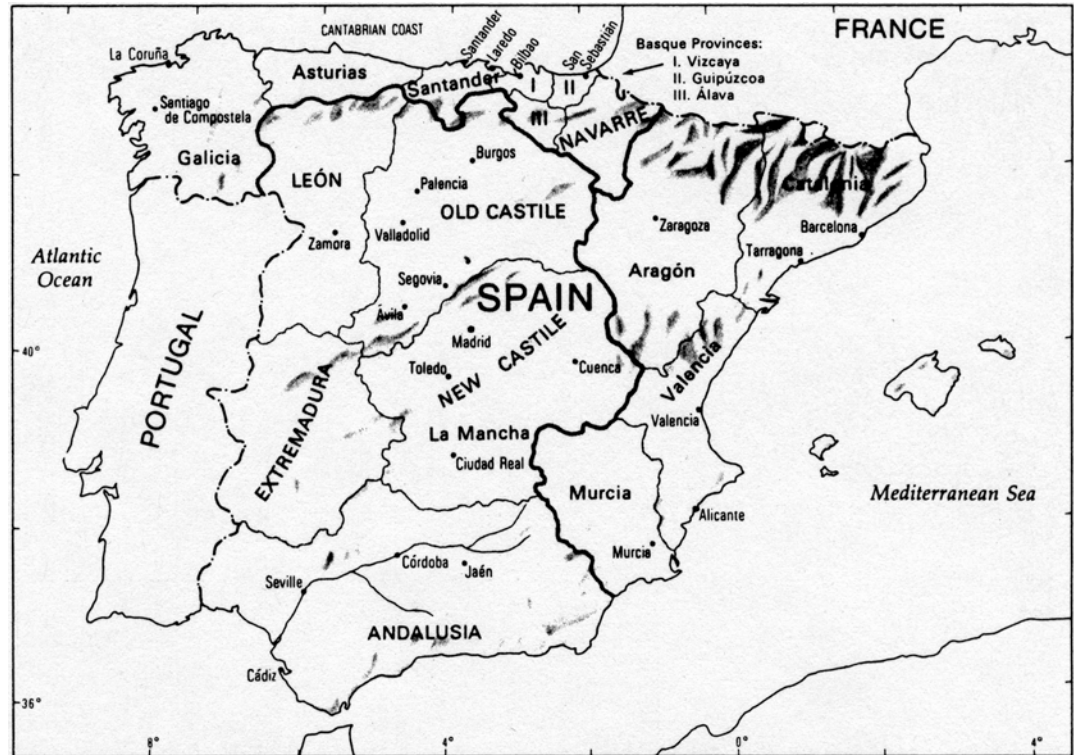 CANTABRIAN COAST
FRANCE
La Coruña
Santander
Laredo
Bilbao
San
Sebastián
Basque Provinces:
I. Vizcaya
II. Guipúzcoa
III. Álava
Asturias
Santander
I
II
III
NAVARRE
Santiago
de Compostela
Galicia
LEÓN
Burgos
Palencia
OLD CASTILE
Catalonia
Zamora
Valladolid
Zaragoza
Barcelona
Tarragona
Atlantic
Ocean
Segovia
SPAIN
Aragón
Ávila
Madrid
40°
PORTUGAL
Toledo
NEW CASTILE
Cuenca
Valencia
EXTREMADURA
La Mancha
Valencia
Ciudad Real
Murcia
Mediterranean Sea
Alicante
Murcia
Córdoba
Jaén
Seville
ANDALUSIA
Cádiz
36°
8°
4°
0°
4°